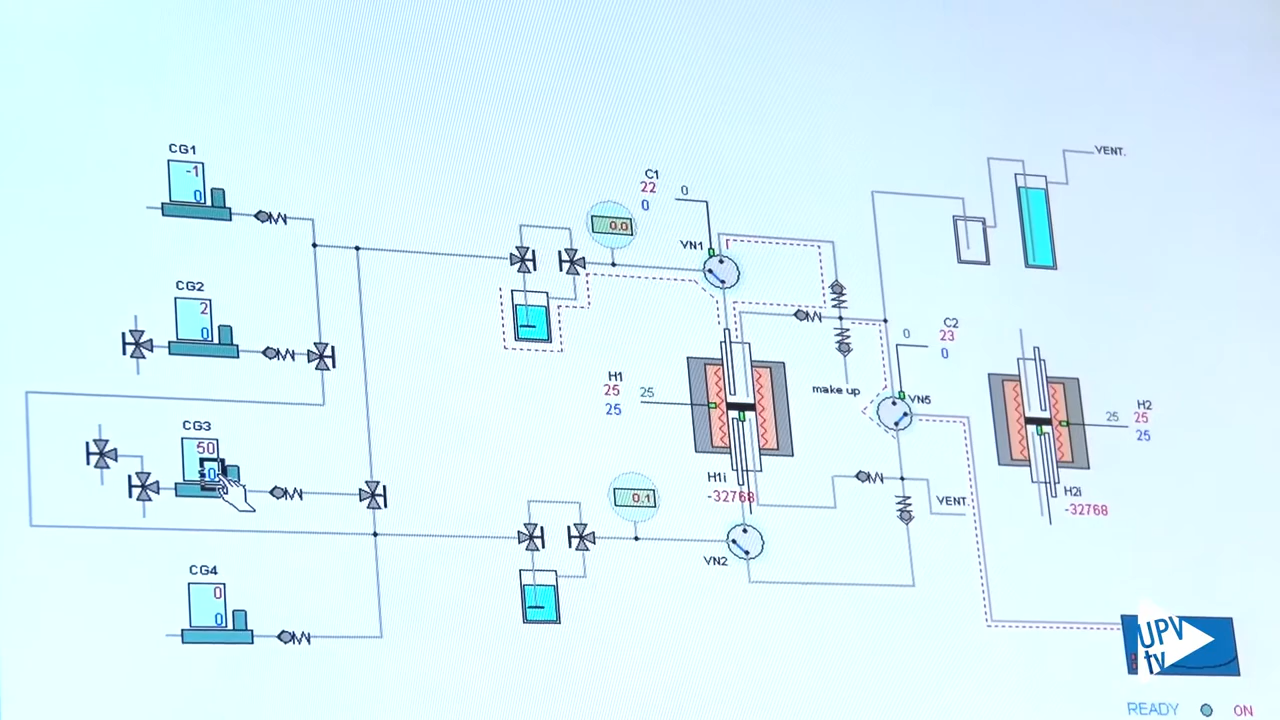 CG1
-1
0
CG2
2
0
CG3
50
0
CG4
0
0
C1
22
0
0
0.0
VN1
H1
25
25
25
H1i
-32768
0.1
VN2
make up
0
C2
23
0
VN5
VENT.
VENT.
25
H2
25
25
H2i
-32768
UPV
tv
READY
ON